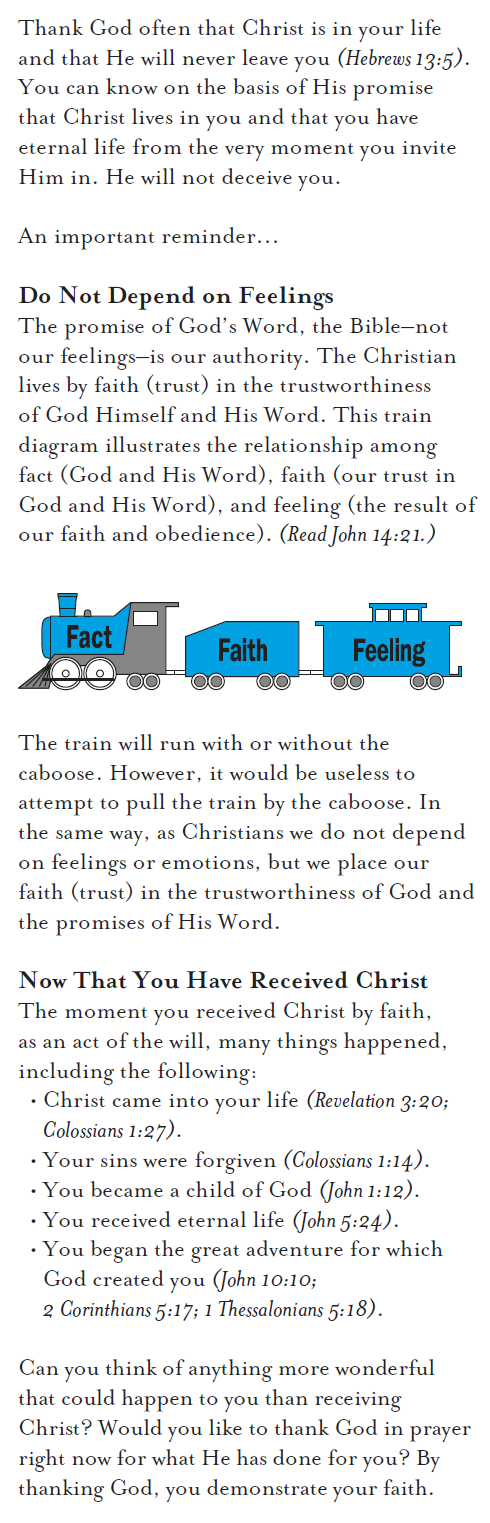 Thank God often that Christ is in your life
and that He will never leave you (Hebrews 13:5).
You can know on the basis of His promise
that Christ lives in you and that you have
eternal life from the very moment you invite
Him in. He will not deceive you.
An important reminder...
Do Not Depend on Feelings
The promise of God's Word, the Bible—not
our feelings—is our authority. The Christian
lives by faith (trust) in the trustworthiness
of God Himself and His Word. This train
diagram illustrates the relationship among
fact (God and His Word), faith (our trust in
God and His Word), and feeling (the result of
our faith and obedience). (Read John 14:21.)
Fact Faith Feeling
The train will run with or without the
caboose. However, it would be useless to
attempt to pull the train by the caboose. In
the same way, as Christians we do not depend
on feelings or emotions, but we place our
faith (trust) in the trustworthiness of God and
the promises of His Word.
Now That You Have Received Christ
The moment you received Christ by faith,
as an act of the will, many things happened,
including the following:
• Christ came into your life (Revelation 3:20;
Colossians 1:27).
• Your sins were forgiven (Colossians 1:14).
• You became a child of God (John 1:12).
• You received eternal life (John 5:24).
• You began the great adventure for which
God created you (John 10:10;
2 Corinthians 5:17; 1 Thessalonians 5:18).
Can you think of anything more wonderful
that could happen to you than receiving
Christ? Would you like to thank God in prayer
right now for what He has done for you? By
thanking God, you demonstrate your faith.